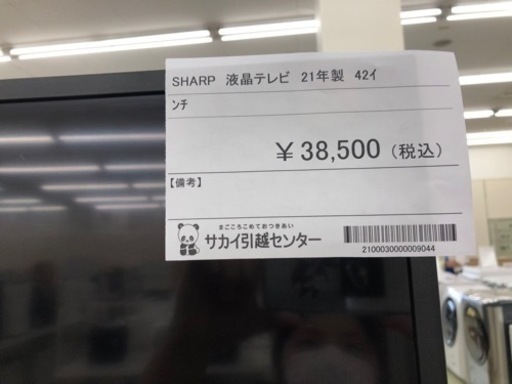 SHARP 液晶テレビ 21年製 42イ
ンチ
￥38,500（税込）
【備考】
まごころこめておつきあい
サカイ引越センター
2100030000009044